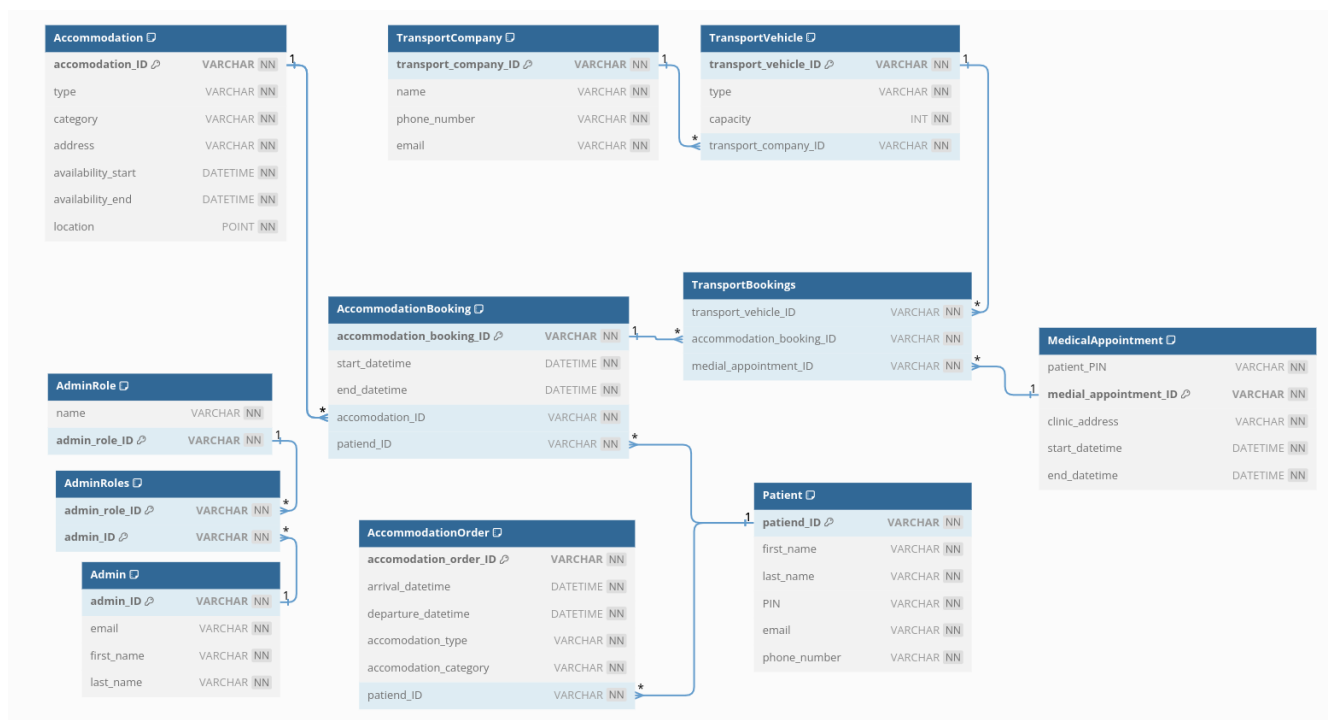 Accommodation
accomodation_ID VARCHAR NN
type VARCHAR NN
category VARCHAR NN
address VARCHAR NN
availability_start DATETIME NN
availability_end DATETIME NN
location POINT NN
1
*
TransportCompany
transport_company_ID VARCHAR NN
name VARCHAR NN
phone_number VARCHAR NN
email VARCHAR NN
1
*
TransportVehicle
transport_vehicle_ID VARCHAR NN
type VARCHAR NN
capacity INT NN
transport_company_ID VARCHAR NN
1
*
AccommodationBooking
accommodation_booking_ID VARCHAR NN
start_datetime DATETIME NN
end_datetime DATETIME NN
accomodation_ID VARCHAR NN
patiend_ID VARCHAR NN
1
*
*
TransportBookings
transport_vehicle_ID VARCHAR NN
accommodation_booking_ID VARCHAR NN
medial_appointment_ID VARCHAR NN
*
1
MedicalAppointment
patient_PIN VARCHAR NN
medial_appointment_ID VARCHAR NN
clinic_address VARCHAR NN
start_datetime DATETIME NN
end_datetime DATETIME NN
AdminRole
name VARCHAR NN
admin_role_ID VARCHAR NN
1
AdminRoles
admin_role_ID VARCHAR NN
admin_ID VARCHAR NN
*
*
Admin
admin_ID VARCHAR NN
email VARCHAR NN
first_name VARCHAR NN
last_name VARCHAR NN
1
AccommodationOrder
accomodation_order_ID VARCHAR NN
arrival_datetime DATETIME NN
departure_datetime DATETIME NN
accomodation_type VARCHAR NN
accomodation_category VARCHAR NN
patiend_ID VARCHAR NN
*
1
Patient
patiend_ID VARCHAR NN
first_name VARCHAR NN
last_name VARCHAR NN
PIN VARCHAR NN
email VARCHAR NN
phone_number VARCHAR NN